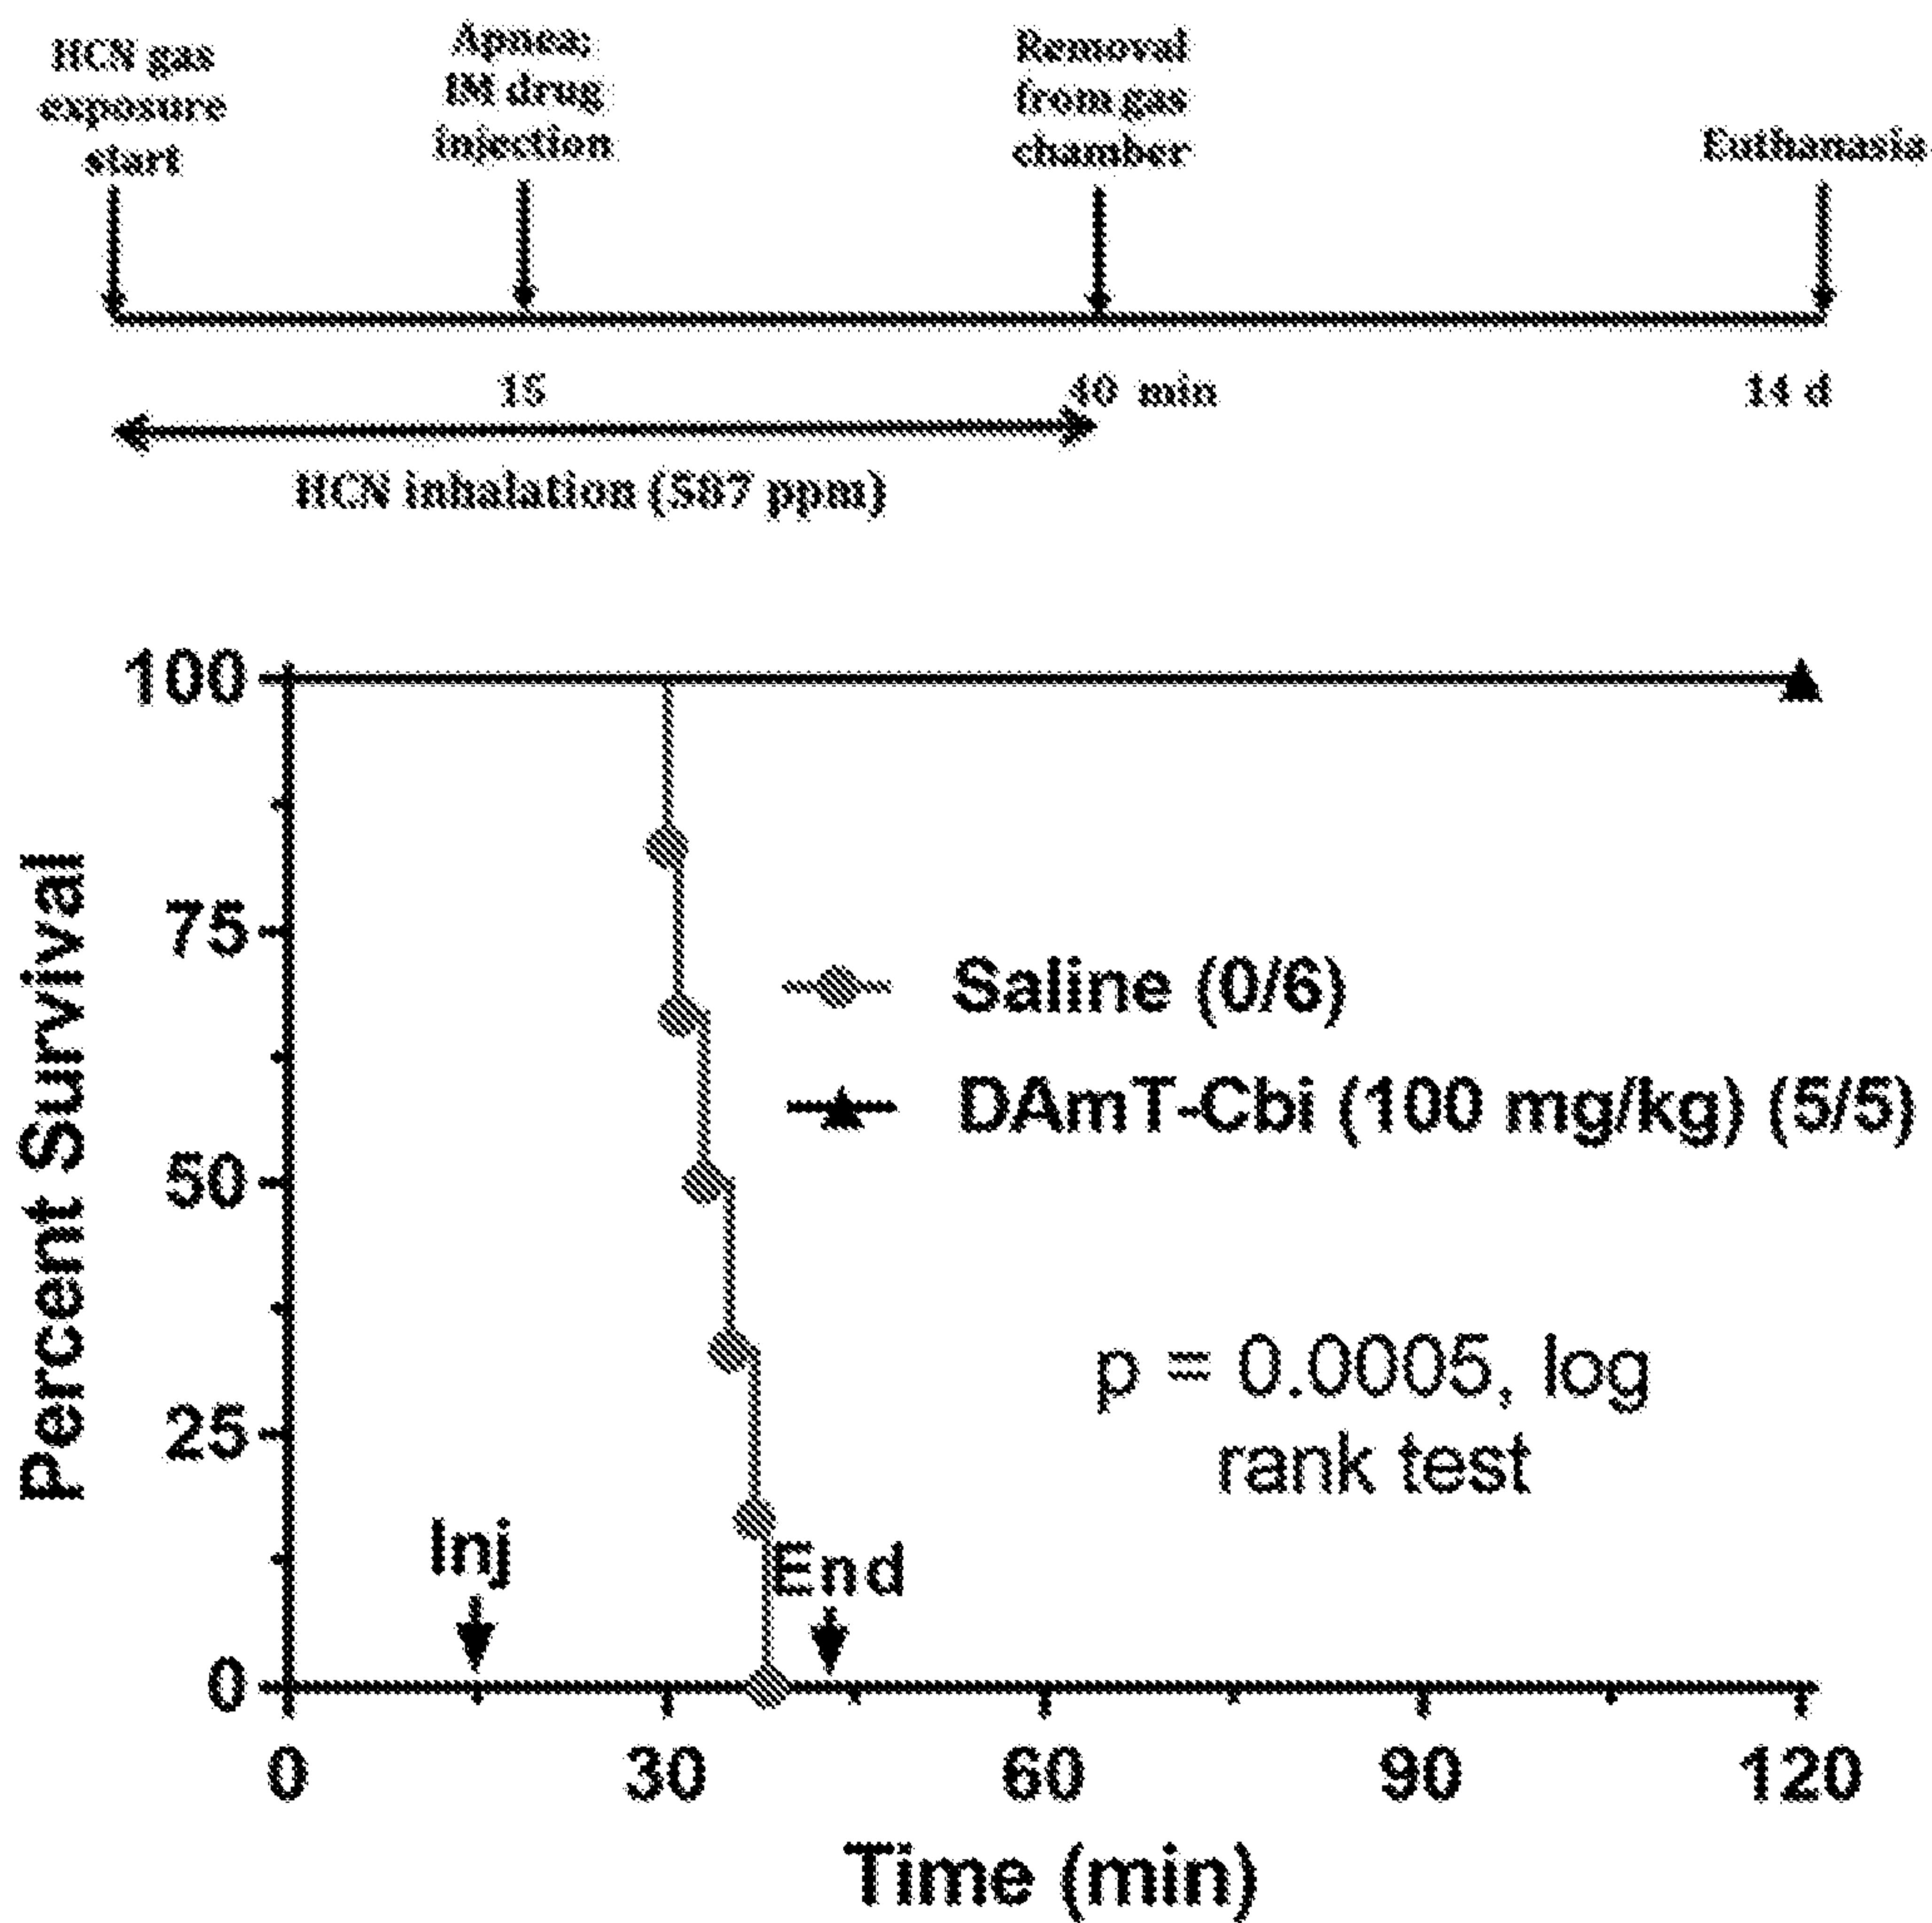 HCN gas
exposure
start
Apnea;
IM drug
injection
Removal
from gas
chamber
Euthanasia
15
40 min
14 d
HCN inhalation (587 ppm)
100
75
50
25
0
Percent Survival
Saline (0/6)
DAmT-Cbi (100 mg/kg) (5/5)
p = 0.0005, log
rank test
Inj
End
0
30
60
90
120
Time (min)